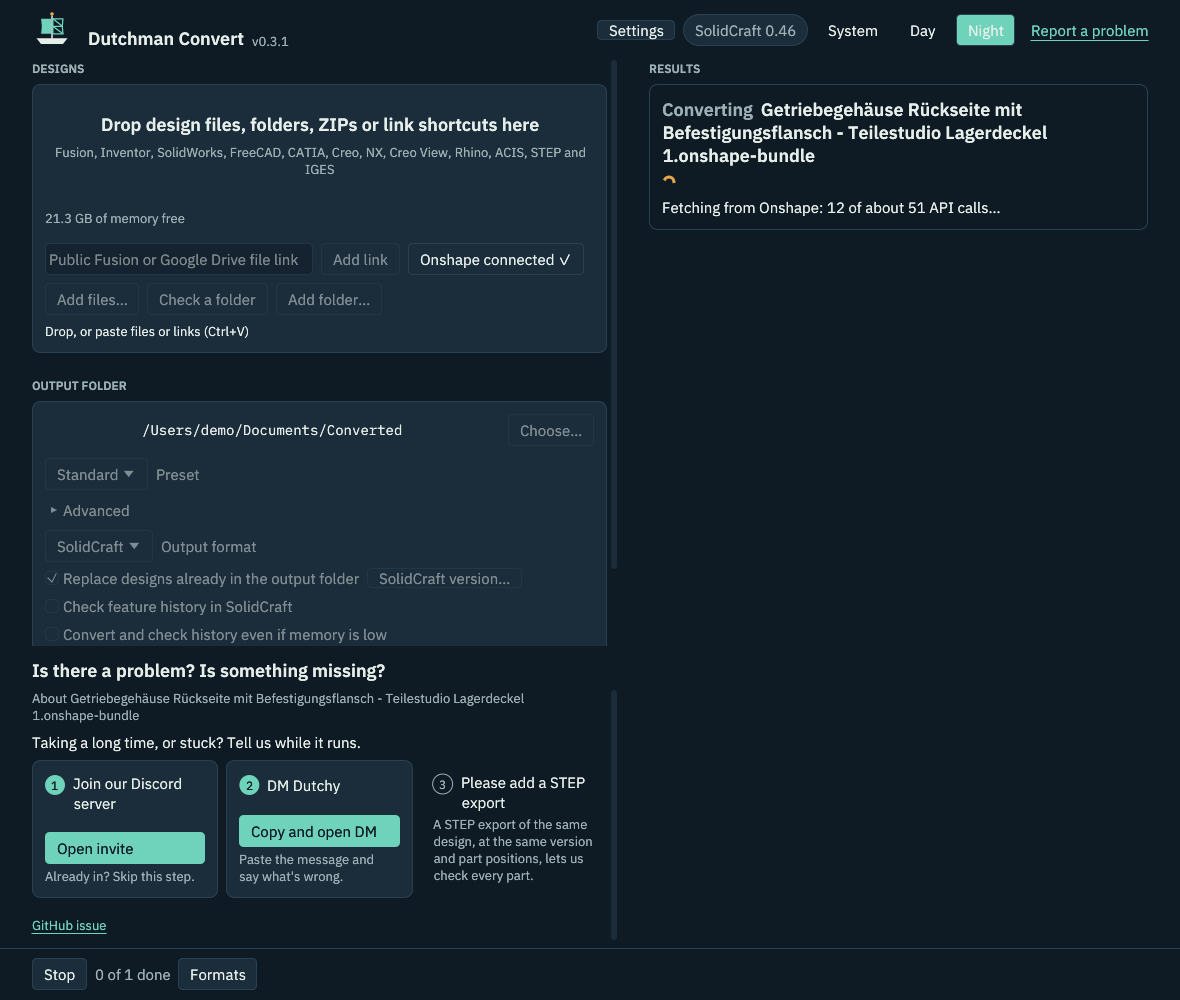 Dutchman Convert v0.3.1
Settings
SolidCraft 0.46
System
Day
Night
Report a problem
DESIGNS
Drop design files, folders, ZIPs or link shortcuts here
Fusion, Inventor, SolidWorks, FreeCAD, CATIA, Creo, NX, Creo View, Rhino, ACIS, STEP and
IGES
21.3 GB of memory free
Public Fusion or Google Drive file link
Add link
Onshape connected ✓
Add files...
Check a folder
Add folder...
Drop, or paste files or links (Ctrl+V)
OUTPUT FOLDER
/Users/demo/Documents/Converted
Choose...
Standard
Preset
Advanced
SolidCraft
Output format
Replace designs already in the output folder
SolidCraft version...
Check feature history in SolidCraft
Convert and check history even if memory is low
Is there a problem? Is something missing?
About Getriebegehäuse Rückseite mit Befestigungsflansch - Teilestudio Lagerdeckel
1.onshape-bundle
Taking a long time, or stuck? Tell us while it runs.
1
Join our Discord
server
Open invite
Already in? Skip this step.
2
DM Dutchy
Copy and open DM
Paste the message and
say what's wrong.
3
Please add a STEP
export
A STEP export of the same
design, at the same version
and part positions, lets us
check every part.
GitHub issue
Stop
0 of 1 done
Formats
RESULTS
Converting Getriebegehäuse Rückseite mit
Befestigungsflansch - Teilestudio Lagerdeckel
1.onshape-bundle
Fetching from Onshape: 12 of about 51 API calls...